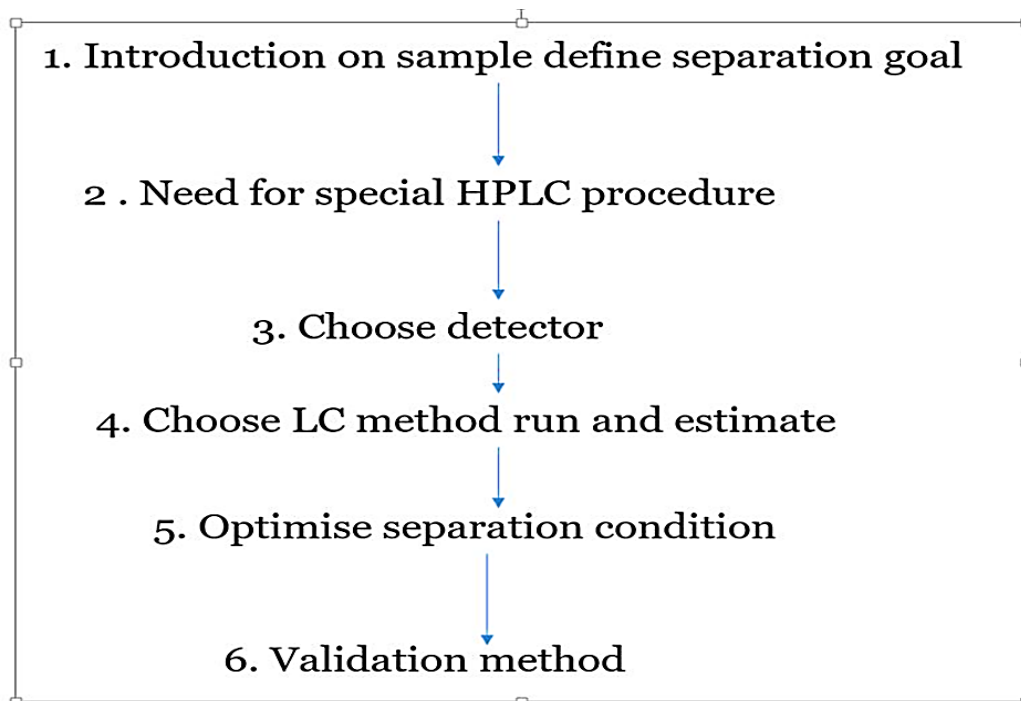 1. Introduction on sample define separation goal
2 . Need for special HPLC procedure
3. Choose detector
4. Choose LC method run and estimate
5. Optimise separation condition
6. Validation method